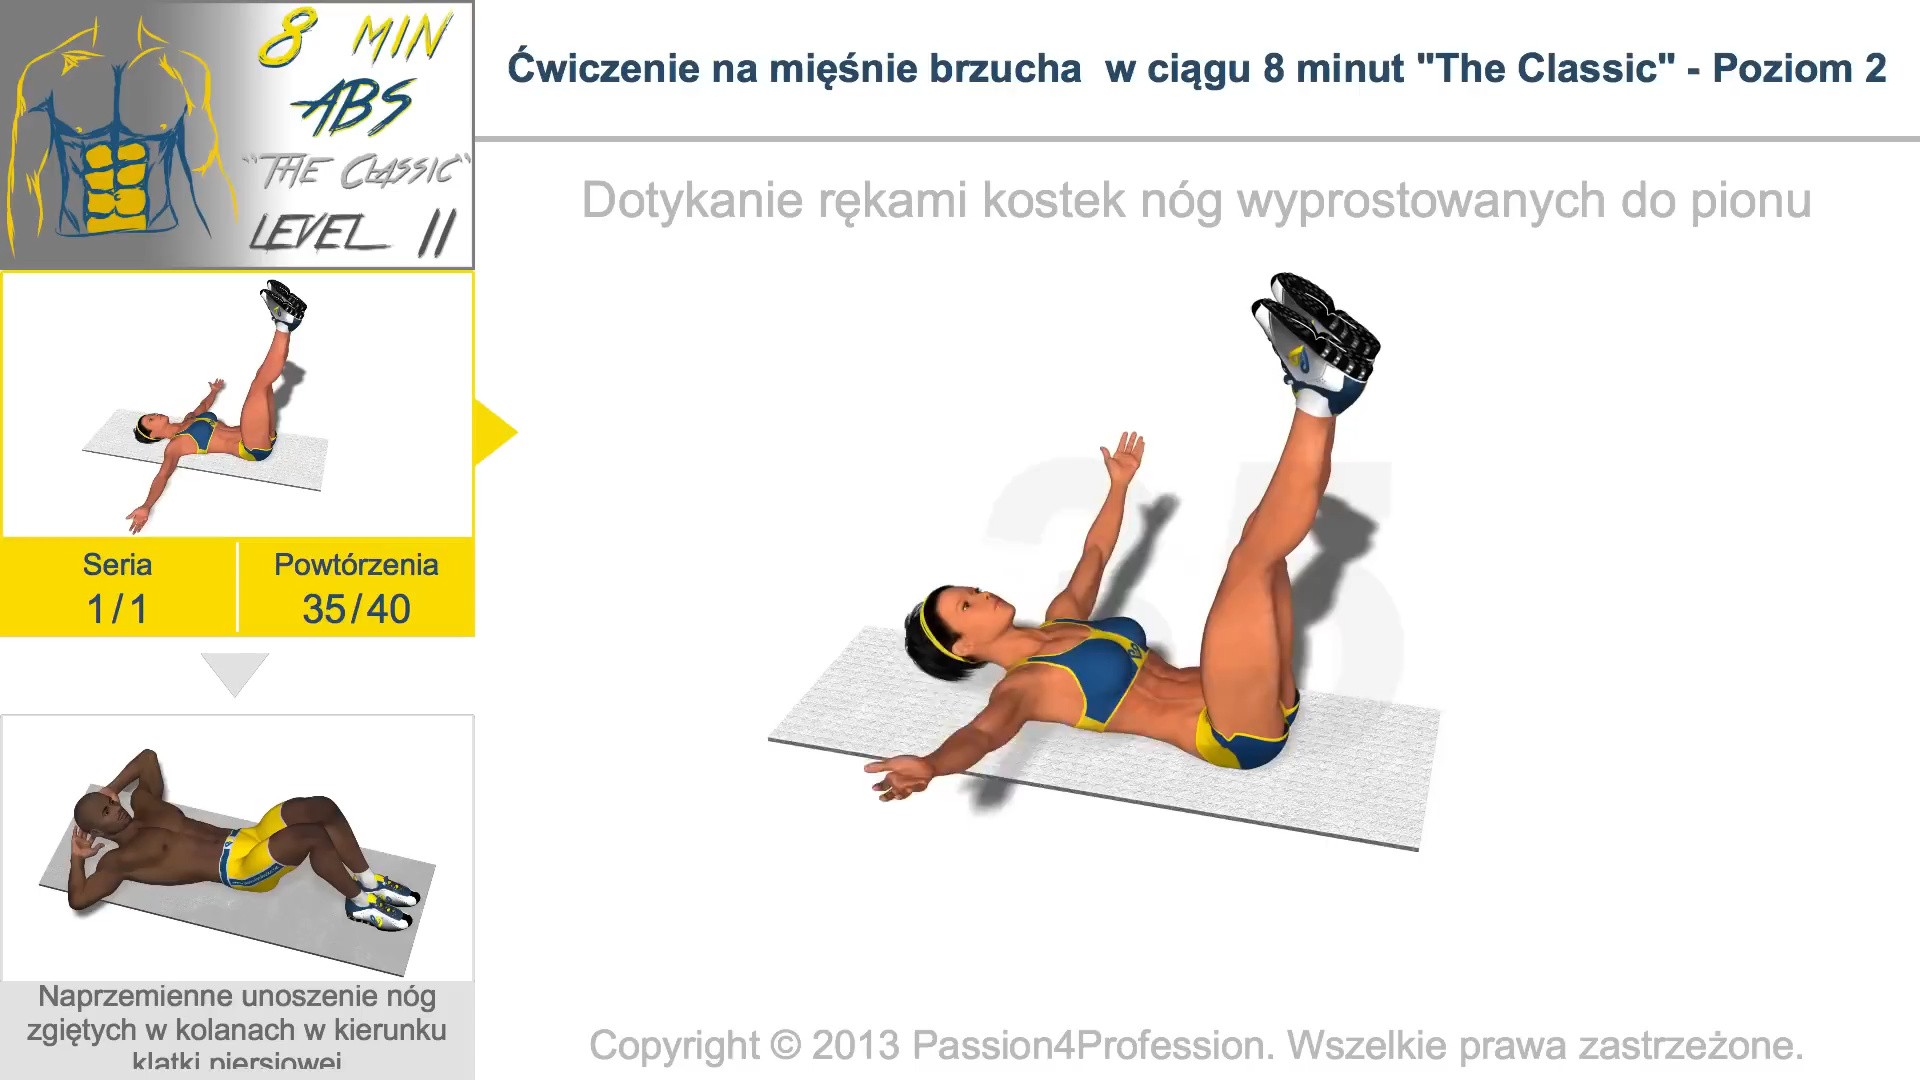 8 MIN
ABS
"THE CLASSIC"
LEVEL II
Ćwiczenie na mięśnie brzucha w ciągu 8 minut "The Classic" - Poziom 2
Dotykanie rękami kostek nóg wyprostowanych do pionu
35
Seria
1/1
Powtórzenia
35/40
Naprzemienne unoszenie nóg
zgiętych w kolanach w kierunku
klatki piersiowej
Copyright © 2013 Passion4Profession. Wszelkie prawa zastrzeżone.